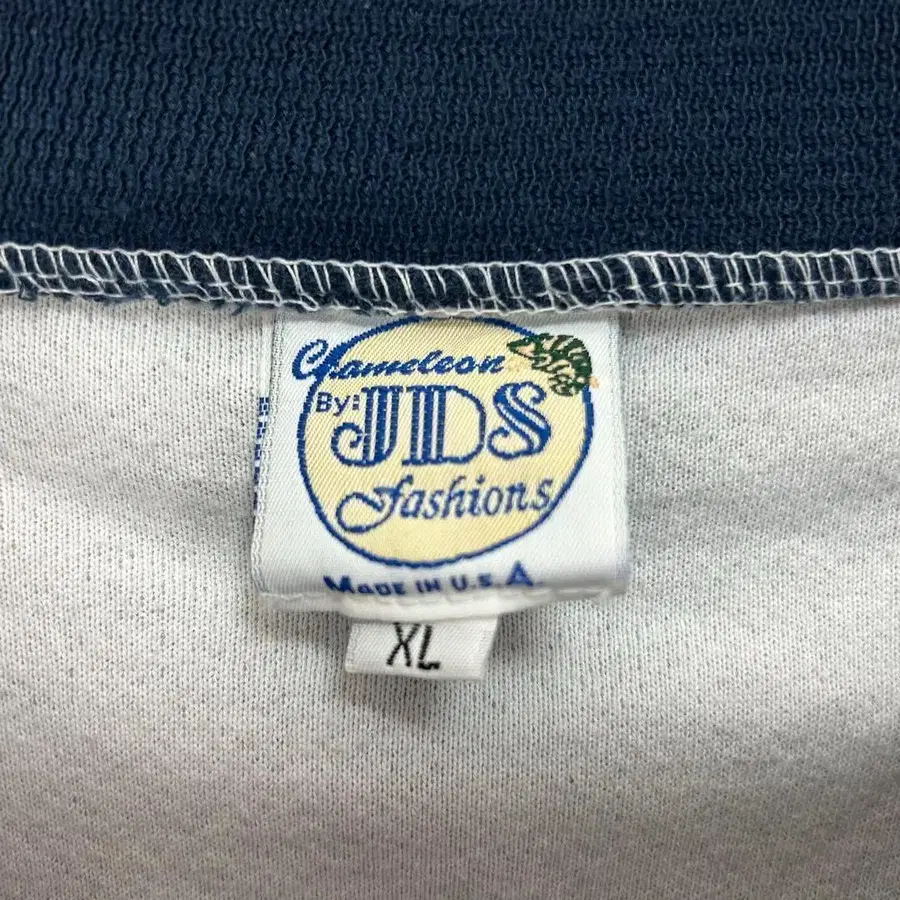 Chameleon
By: JDS
fashions
MADE IN U.S.A.
XL